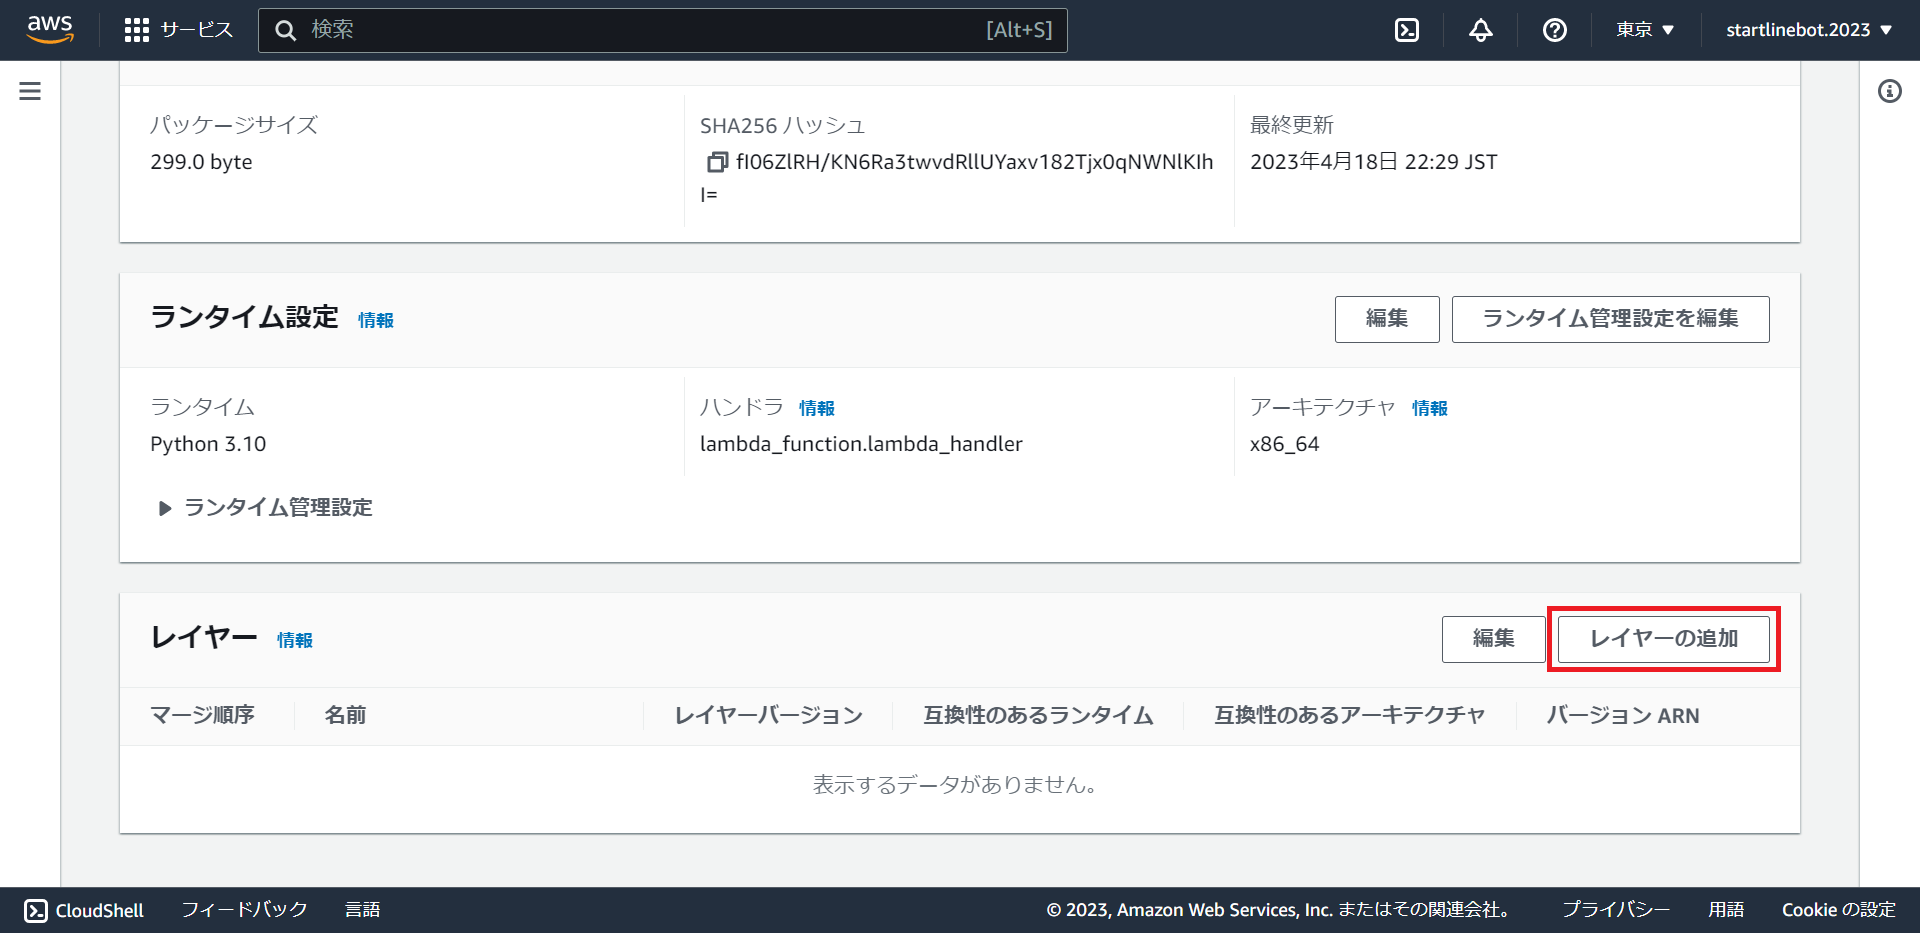 aws サービス 検索 [Alt+S] 東京 startlinebot.2023
パッケージサイズ SHA256 ハッシュ 最終更新
299.0 byte fI06ZlRH/KN6Ra3twvdRllUYaxv182Tjx0qNWNlKIh 2023年4月18日 22:29 JST
I=
ランタイム設定 情報 編集 ランタイム管理設定を編集
ランタイム ハンドラ 情報 アーキテクチャ 情報
Python 3.10 lambda_function.lambda_handler x86_64
ランタイム管理設定
レイヤー 情報 編集 レイヤーの追加
マージ順序 名前 レイヤーバージョン 互換性のあるランタイム 互換性のあるアーキテクチャ バージョン ARN
表示するデータがありません。
CloudShell フィードバック 言語 © 2023, Amazon Web Services, Inc. またはその関連会社。 プライバシー 用語 Cookie の設定